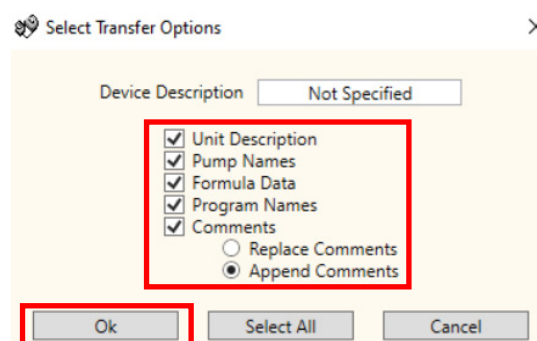 Select Transfer Options
Device Description Not Specified
Unit Description
Pump Names
Formula Data
Program Names
Comments
Replace Comments
Append Comments
Ok Select All Cancel